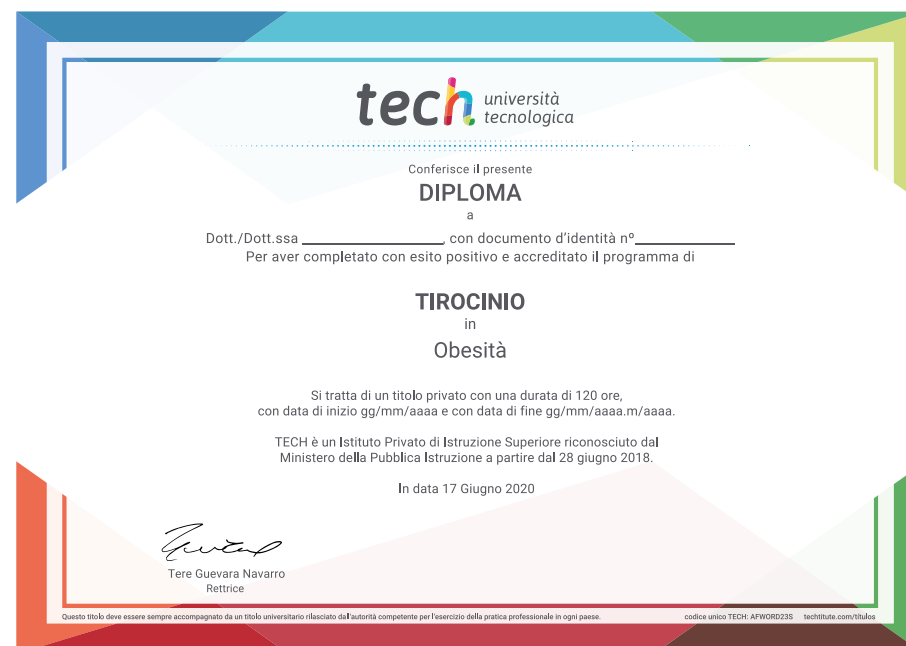 tech università
tecnologica
Conferisce il presente
DIPLOMA
a
Dott./Dott.ssa ____________________, con documento d'identità nº______________
Per aver completato con esito positivo e accreditato il programma di
TIROCINIO
in
Obesità
Si tratta di un titolo privato con una durata di 120 ore,
con data di inizio gg/mm/aaaa e con data di fine gg/mm/aaaa.m/aaaa.
TECH è un Istituto Privato di Istruzione Superiore riconosciuto dal
Ministero della Pubblica Istruzione a partire dal 28 giugno 2018.
In data 17 Giugno 2020
Tere Guevara Navarro
Rettrice
Questo titolo deve essere sempre accompagnato da un titolo universitario rilasciato dall'autorità competente per l'esercizio della pratica professionale in ogni paese. codice unico TECH: AFWORD23S techtitute.com/titulos